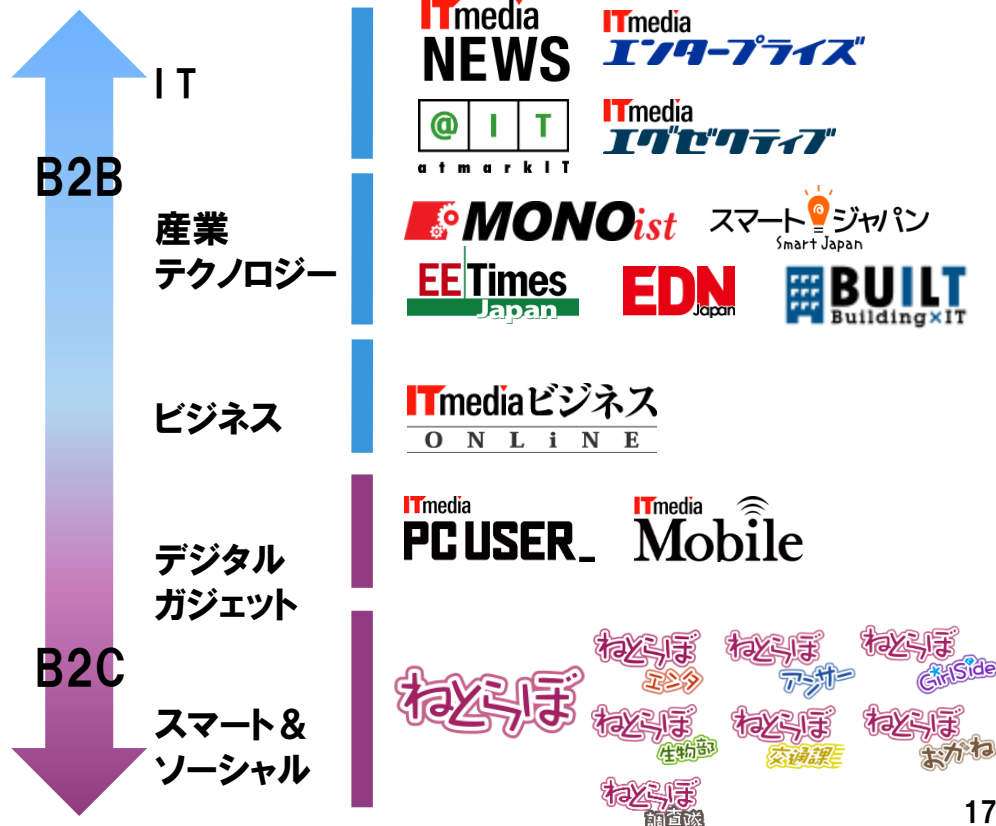 B2B
IT
ITmedia NEWS
ITmedia エンタープライズ
@IT
atmarkIT
ITmedia エグゼクティブ
産業
テクノロジー
MONOist
スマートジャパン
Smart Japan
EE Times
Japan
EDN
Japan
BUILT
Building×IT
ビジネス
ITmedia ビジネス
ONLiNE
B2C
デジタル
ガジェット
ITmedia
PC USER_
ITmedia
Mobile
スマート&
ソーシャル
ねとらぼ
ねとらぼ
エンタ
ねとらぼ
アンサー
ねとらぼ
GirlSide
ねとらぼ
生物部
ねとらぼ
交通課
ねとらぼ
おかね
ねとらぼ
調査隊
17